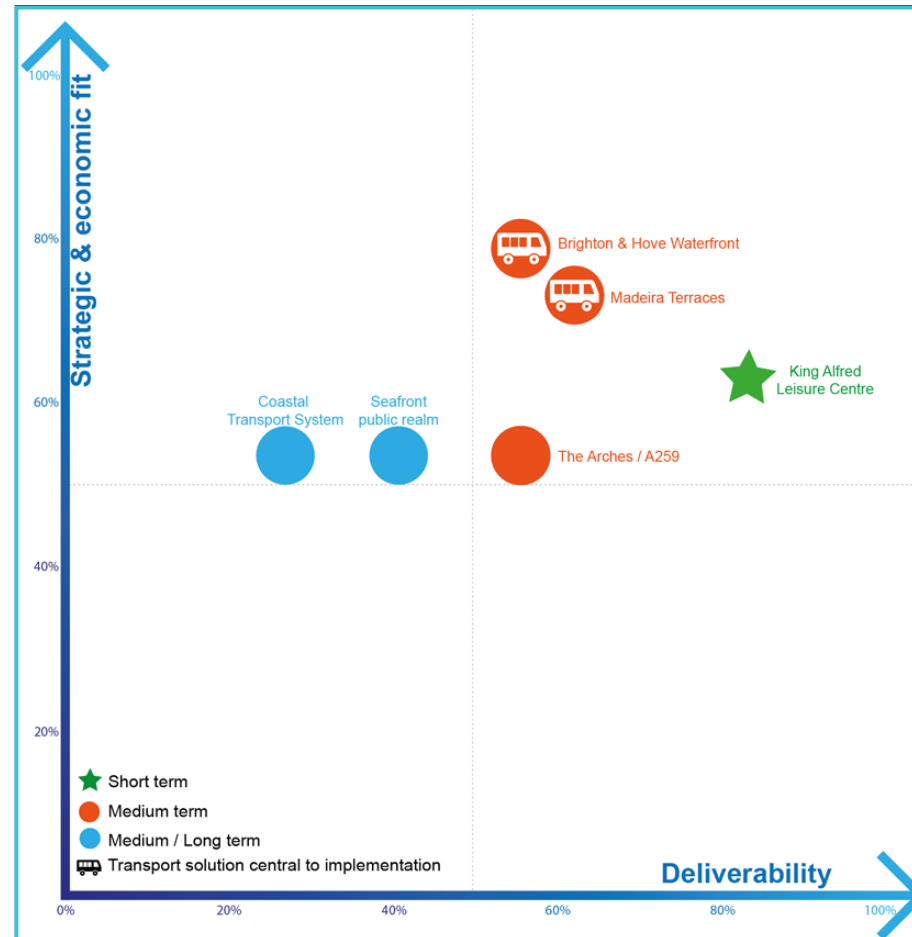 100%
Strategic & economic fit
80%
Brighton & Hove Waterfront
Madeira Terraces
King Alfred
Leisure Centre
60%
Coastal
Transport System
Seafront
public realm
The Arches / A259
40%
20%
Short term
Medium term
Medium / Long term
Transport solution central to implementation
Deliverability
0%
20%
40%
60%
80%
100%